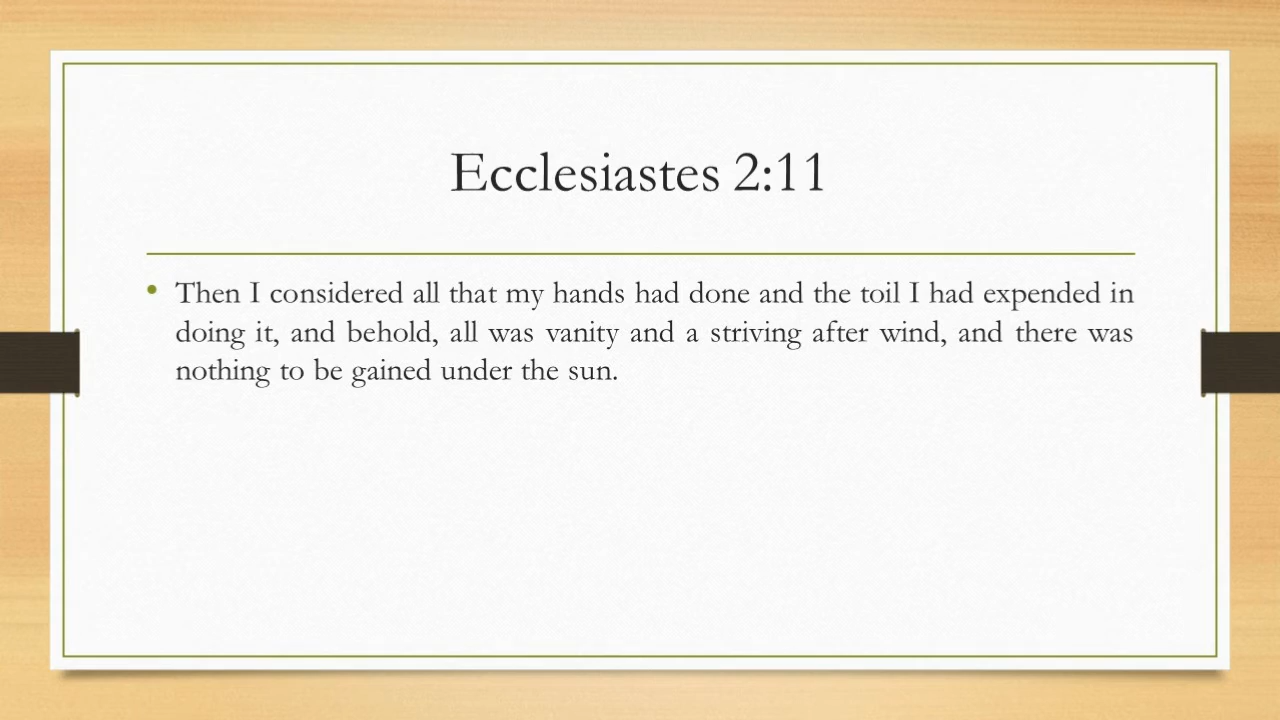 Ecclesiastes 2:11
• Then I considered all that my hands had done and the toil I had expended in
doing it, and behold, all was vanity and a striving after wind, and there was
nothing to be gained under the sun.